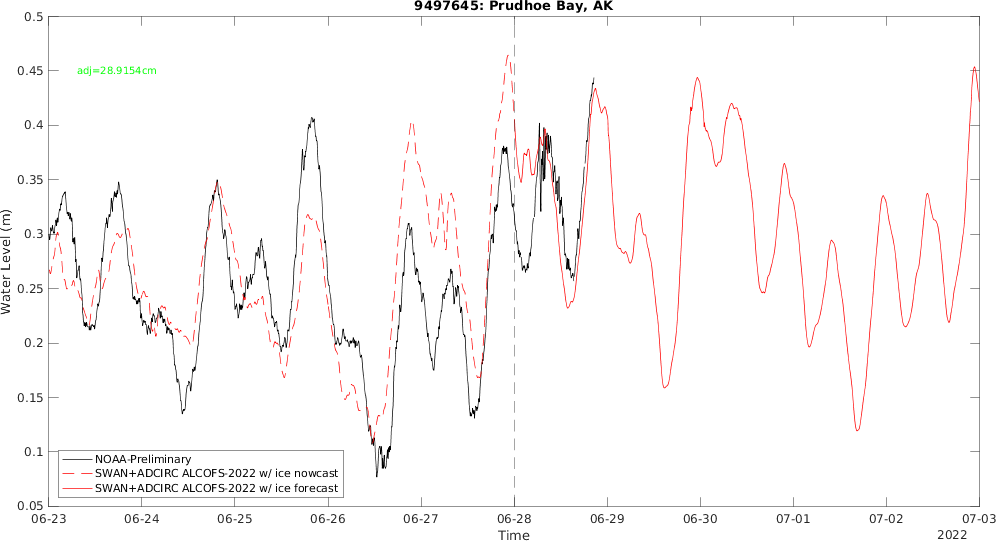 9497645: Prudhoe Bay, AK
0.5
0.45
0.4
0.35
0.3
0.25
0.2
0.15
0.1
0.05
Water Level (m)
adj=28.9154cm
NOAA-Preliminary
SWAN+ADCIRC ALCOFS-2022 w/ ice nowcast
SWAN+ADCIRC ALCOFS-2022 w/ ice forecast
06-23 06-24 06-25 06-26 06-27 06-28 06-29 06-30 07-01 07-02 07-03
Time
2022